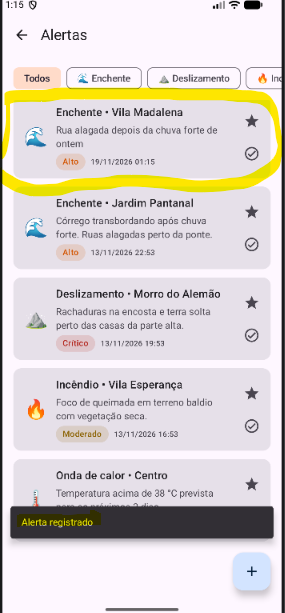 1:15
Alertas
Todos
Enchente
Deslizamento
Enchente • Vila Madalena
Rua alagada depois da chuva forte de
ontem
Alto 19/11/2026 01:15
Enchente • Jardim Pantanal
Córrego transbordando após chuva
forte. Ruas alagadas perto da ponte.
Alto 13/11/2026 22:53
Deslizamento • Morro do Alemão
Rachaduras na encosta e terra solta
perto das casas da parte alta.
Crítico 13/11/2026 19:53
Incêndio • Vila Esperança
Foco de queimada em terreno baldio
com vegetação seca.
Moderado 13/11/2026 16:53
Onda de calor • Centro
Temperatura acima de 38 °C prevista
Alerta registrado
+